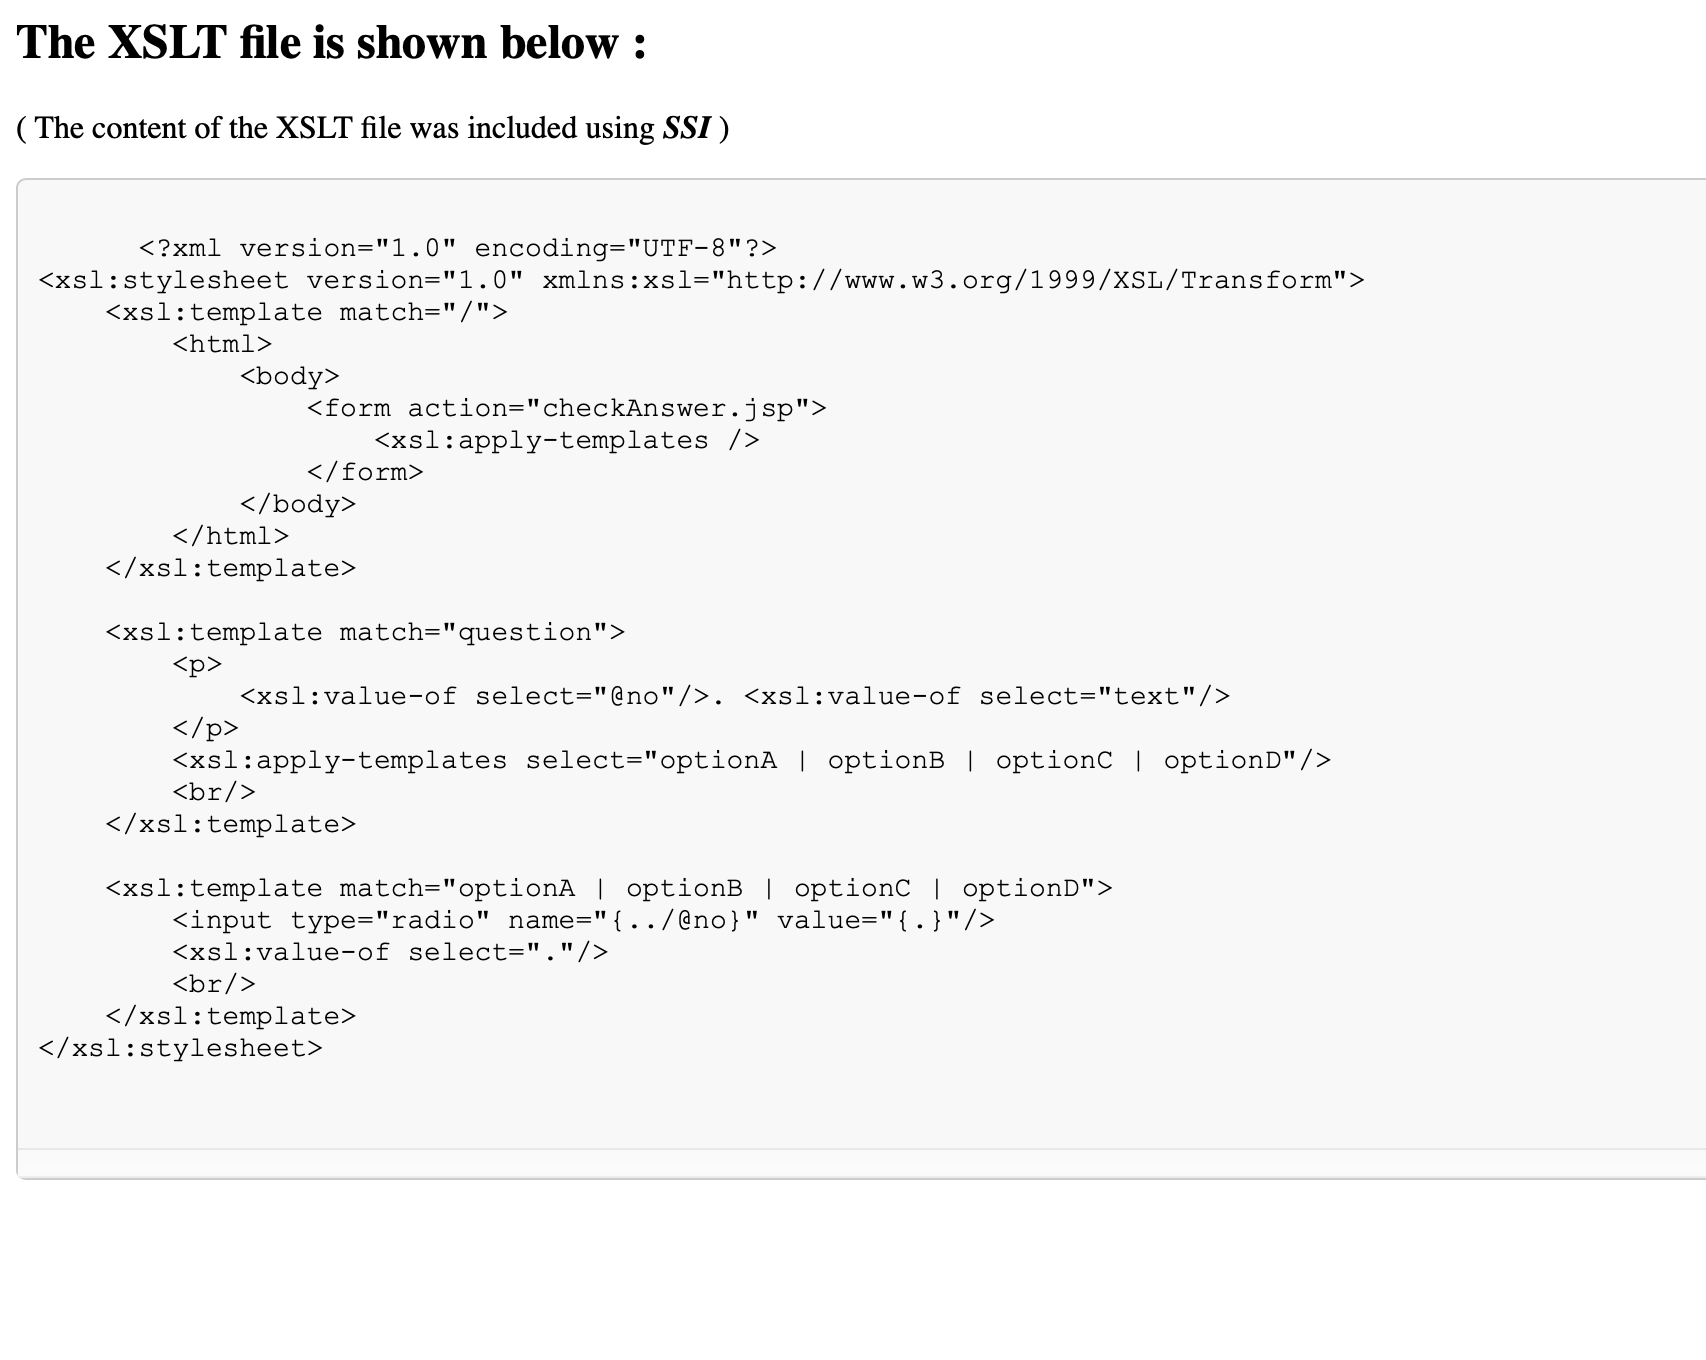 The XSLT file is shown below :
( The content of the XSLT file was included using SSI )
<?xml version="1.0" encoding="UTF-8"?>
<xsl:stylesheet version="1.0" xmlns:xsl="http://www.w3.org/1999/XSL/Transform">
    <xsl:template match="/">
        <html>
            <body>
                <form action="checkAnswer.jsp">
                    <xsl:apply-templates />
                </form>
            </body>
        </html>
    </xsl:template>

    <xsl:template match="question">
        <p>
            <xsl:value-of select="@no"/>. <xsl:value-of select="text"/>
        </p>
        <xsl:apply-templates select="optionA | optionB | optionC | optionD"/>
        <br/>
    </xsl:template>

    <xsl:template match="optionA | optionB | optionC | optionD">
        <input type="radio" name="{../@no}" value="{.}"/>
        <xsl:value-of select="."/>
        <br/>
    </xsl:template>
</xsl:stylesheet>